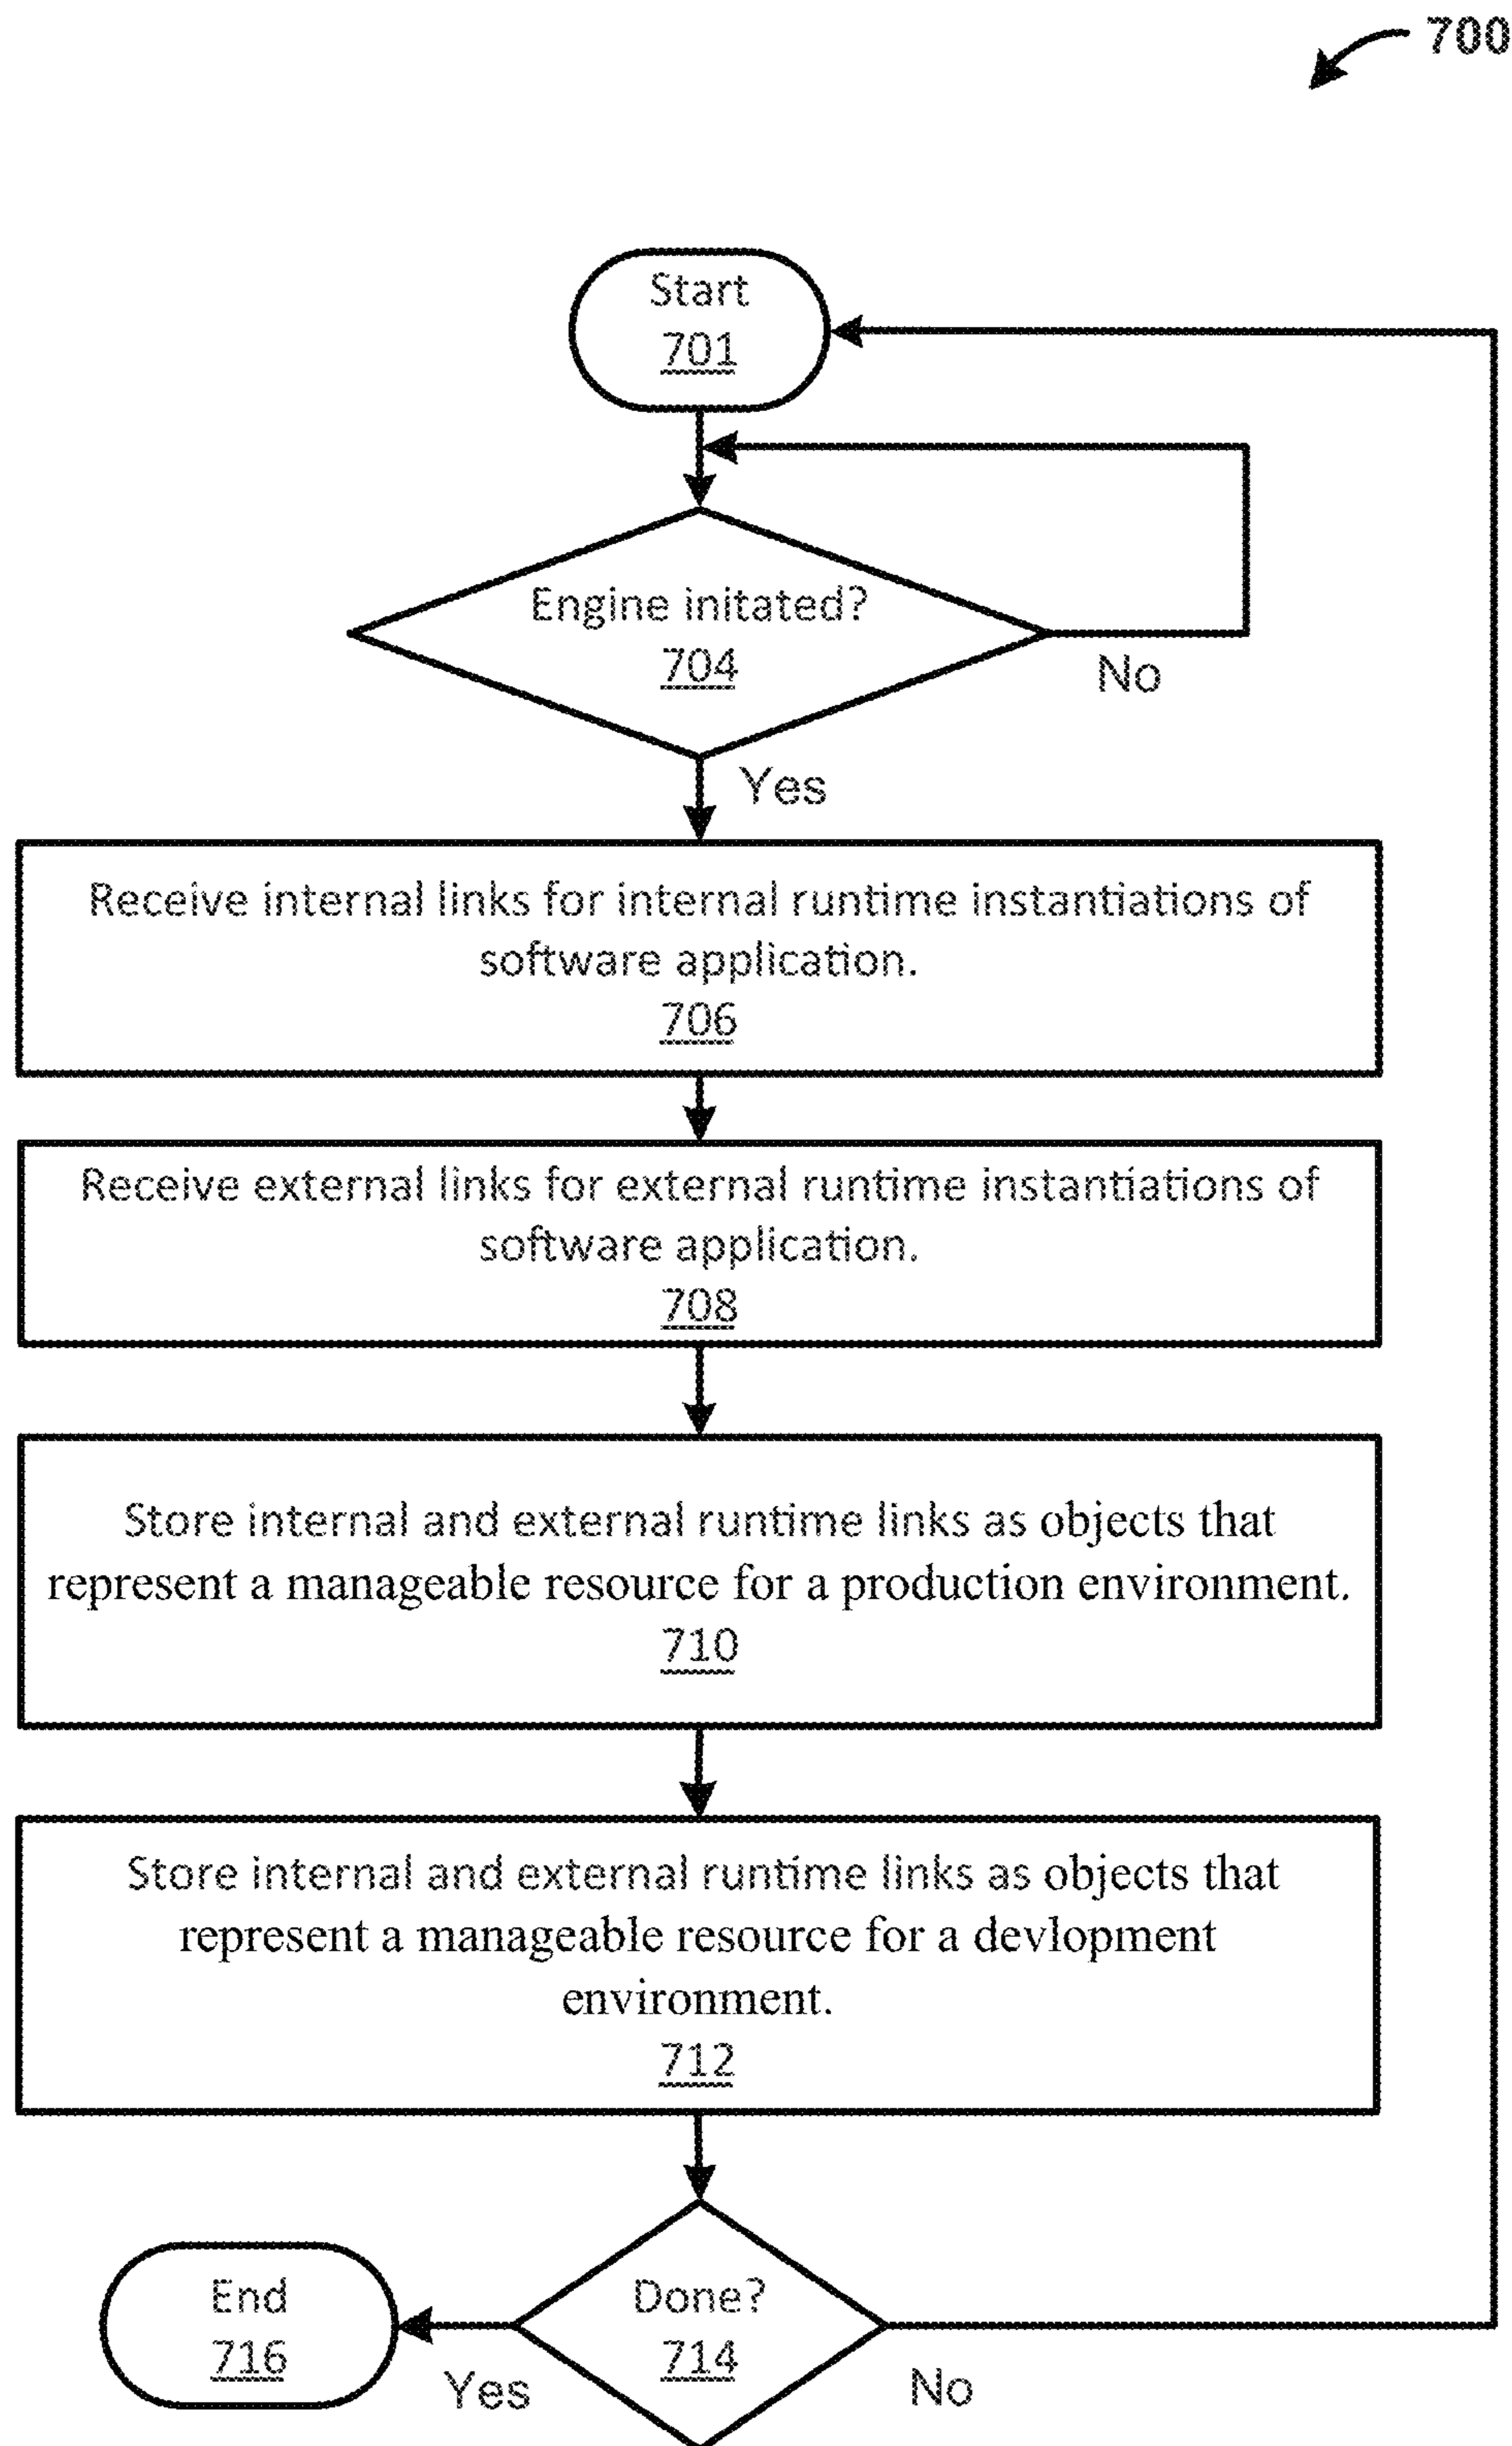 700
Start
701
Engine initated?
704
No
Yes
Receive internal links for internal runtime instantiations of
software application.
706
Receive external links for external runtime instantiations of
software application.
708
Store internal and external runtime links as objects that
represent a manageable resource for a production environment.
710
Store internal and external runtime links as objects that
represent a manageable resource for a devlopment
environment.
712
End
716
Yes
Done?
714
No